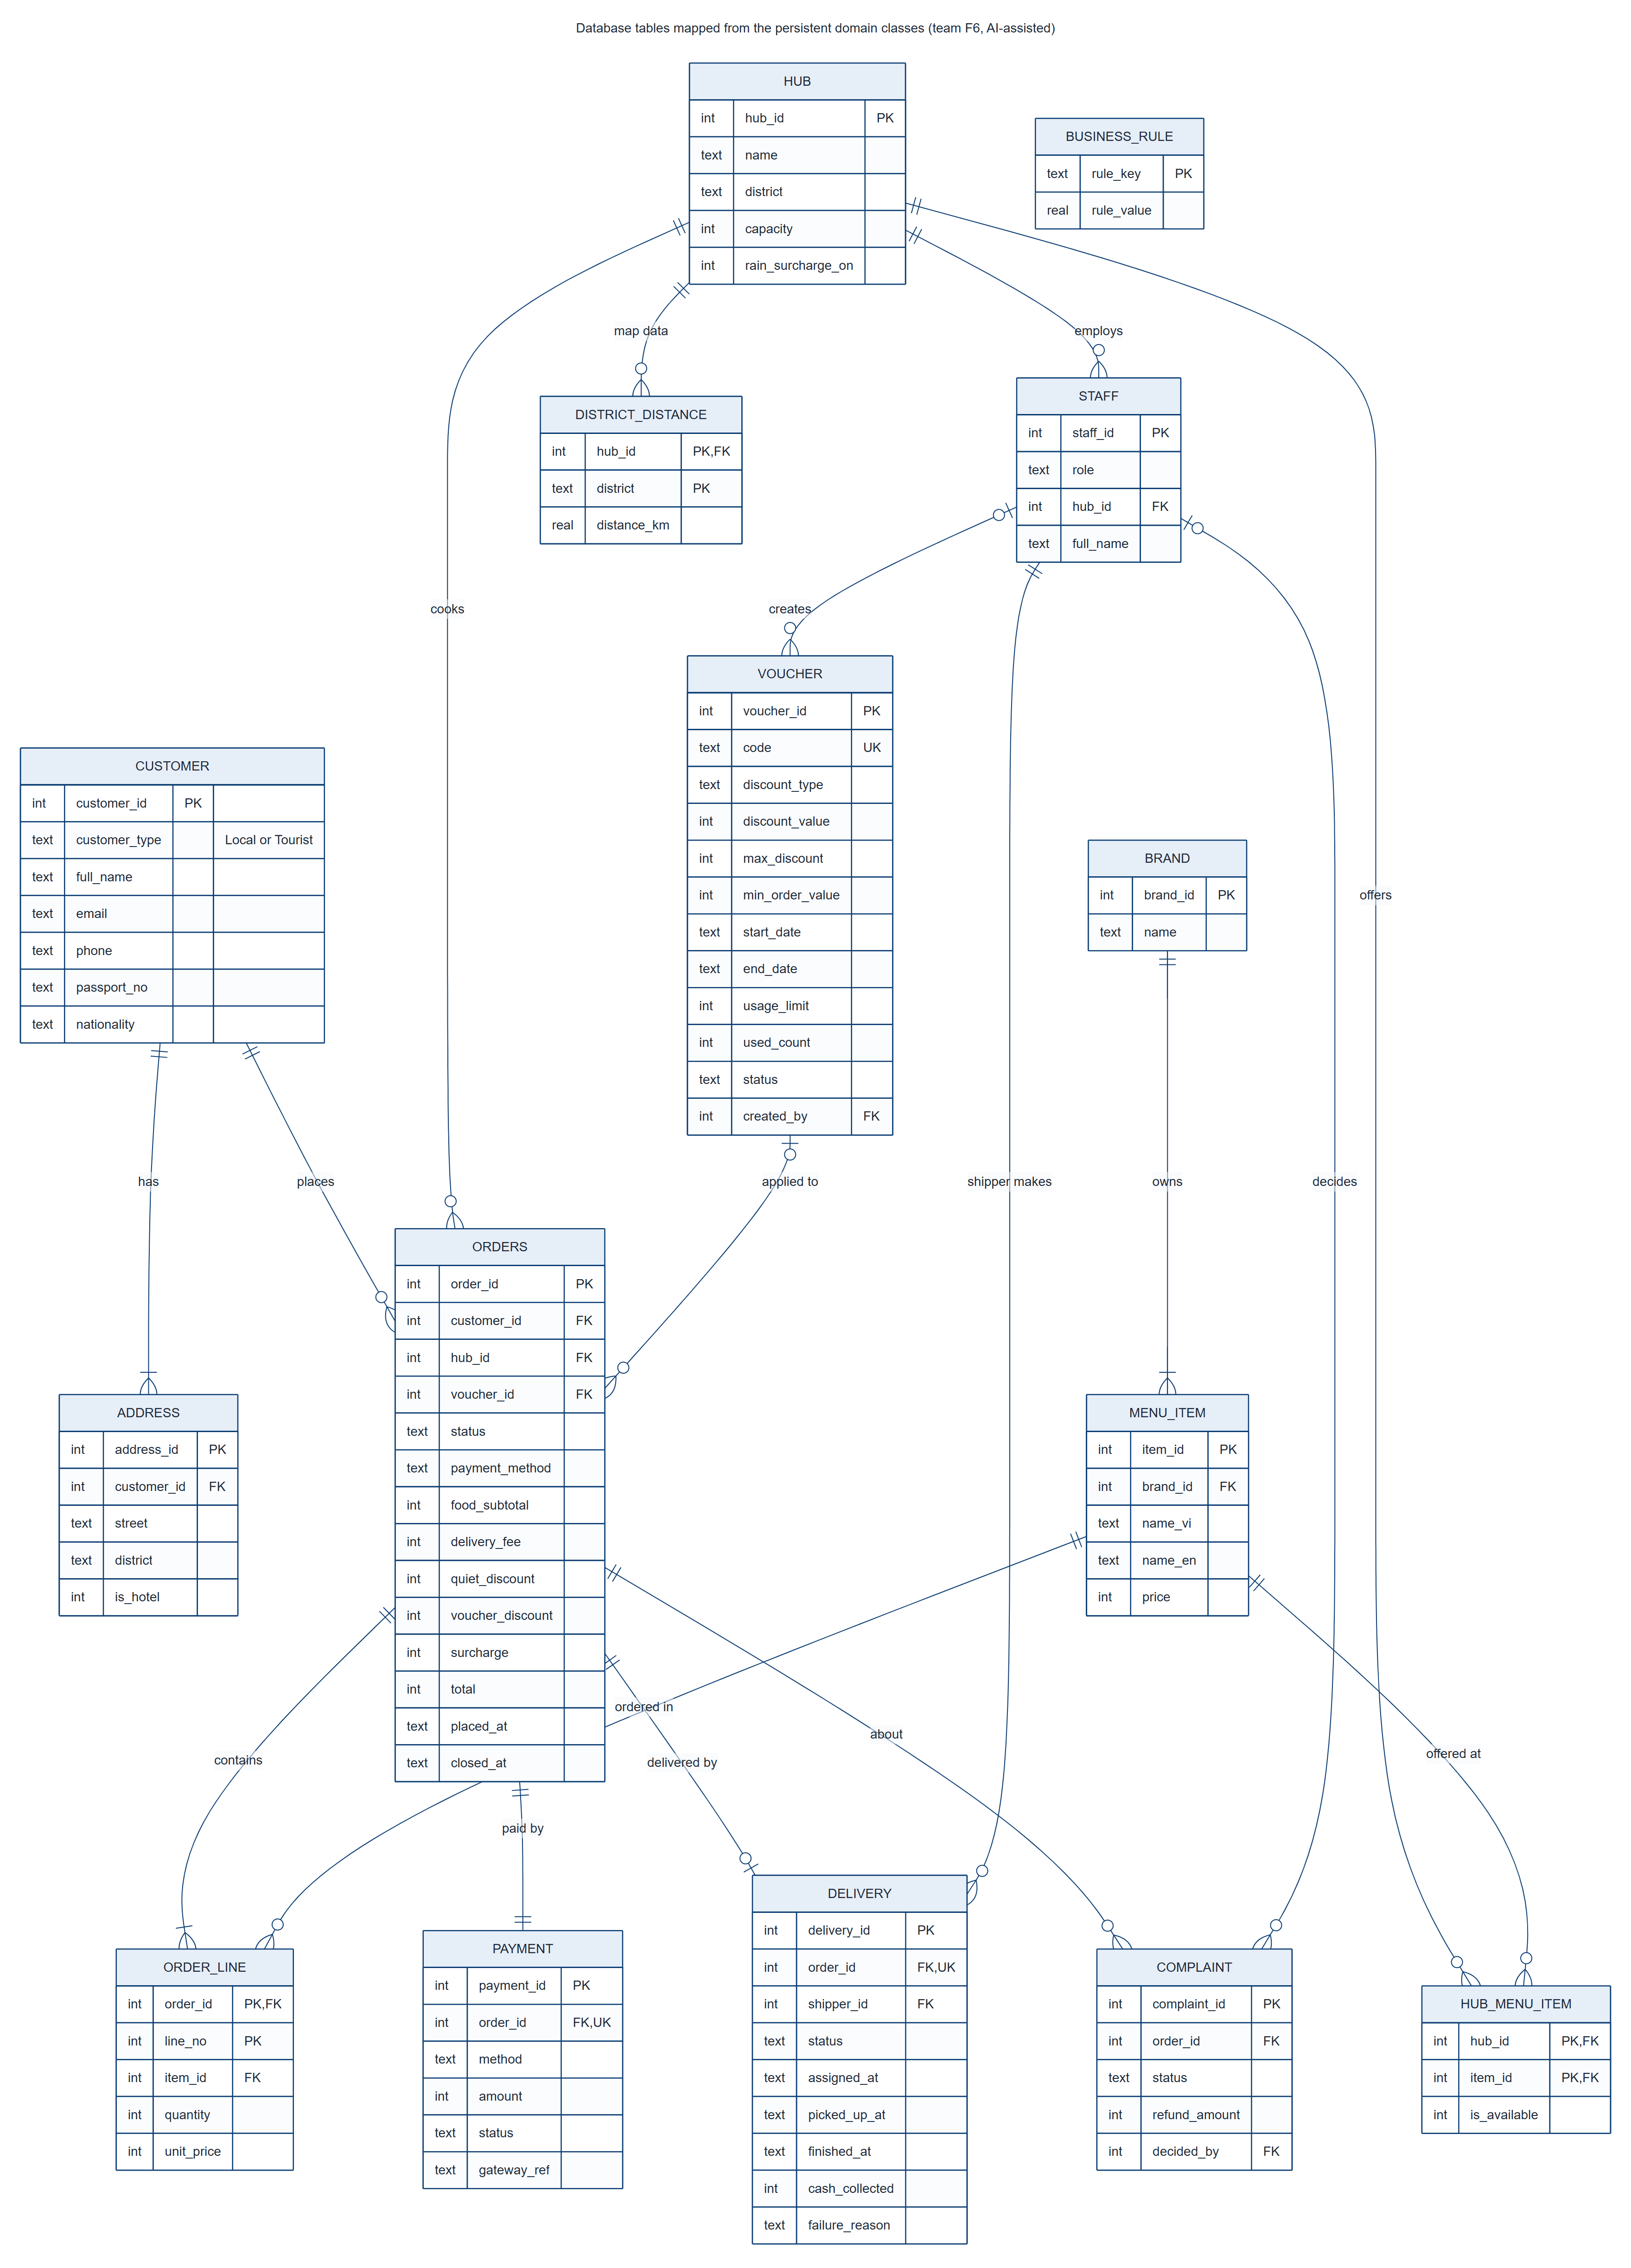 Database tables mapped from the persistent domain classes (team F6, AI-assisted)
HUB
int hub_id PK
text name
text district
int capacity
int rain_surcharge_on
BUSINESS_RULE
text rule_key PK
real rule_value
map data
employs
DISTRICT_DISTANCE
int hub_id PK,FK
text district PK
real distance_km
STAFF
int staff_id PK
text role
int hub_id FK
text full_name
cooks
creates
VOUCHER
int voucher_id PK
text code UK
text discount_type
int discount_value
int max_discount
int min_order_value
text start_date
text end_date
int usage_limit
int used_count
text status
int created_by FK
CUSTOMER
int customer_id PK
text customer_type Local or Tourist
text full_name
text email
text phone
text passport_no
text nationality
BRAND
int brand_id PK
text name
offers
has
places
applied to
shipper makes
owns
decides
ORDERS
int order_id PK
int customer_id FK
int hub_id FK
int voucher_id FK
text status
text payment_method
int food_subtotal
int delivery_fee
int quiet_discount
int voucher_discount
int surcharge
int total
text placed_at
text closed_at
ADDRESS
int address_id PK
int customer_id FK
text street
text district
int is_hotel
MENU_ITEM
int item_id PK
int brand_id FK
text name_vi
text name_en
int price
ordered in
about
offered at
contains
delivered by
paid by
ORDER_LINE
int order_id PK,FK
int line_no PK
int item_id FK
int quantity
int unit_price
PAYMENT
int payment_id PK
int order_id FK,UK
text method
int amount
text status
text gateway_ref
DELIVERY
int delivery_id PK
int order_id FK,UK
int shipper_id FK
text status
text assigned_at
text picked_up_at
text finished_at
int cash_collected
text failure_reason
COMPLAINT
int complaint_id PK
int order_id FK
text status
int refund_amount
int decided_by FK
HUB_MENU_ITEM
int hub_id PK,FK
int item_id PK,FK
int is_available